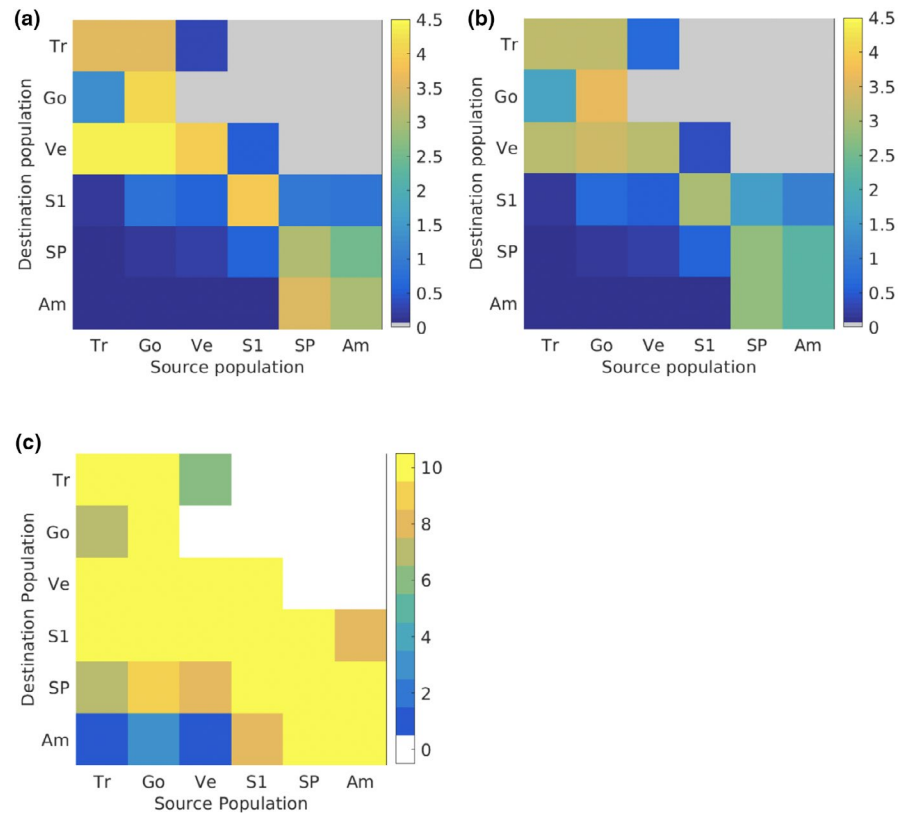 (a)
Destination population
Tr
Go
Ve
S1
SP
Am
Tr Go Ve S1 SP Am
Source population
4.5
4
3.5
3
2.5
2
1.5
1
0.5
0
(b)
Destination population
Tr
Go
Ve
S1
SP
Am
Tr Go Ve S1 SP Am
Source population
4.5
4
3.5
3
2.5
2
1.5
1
0.5
0
(c)
Destination Population
Tr
Go
Ve
S1
SP
Am
Tr Go Ve S1 SP Am
Source Population
10
8
6
4
2
0